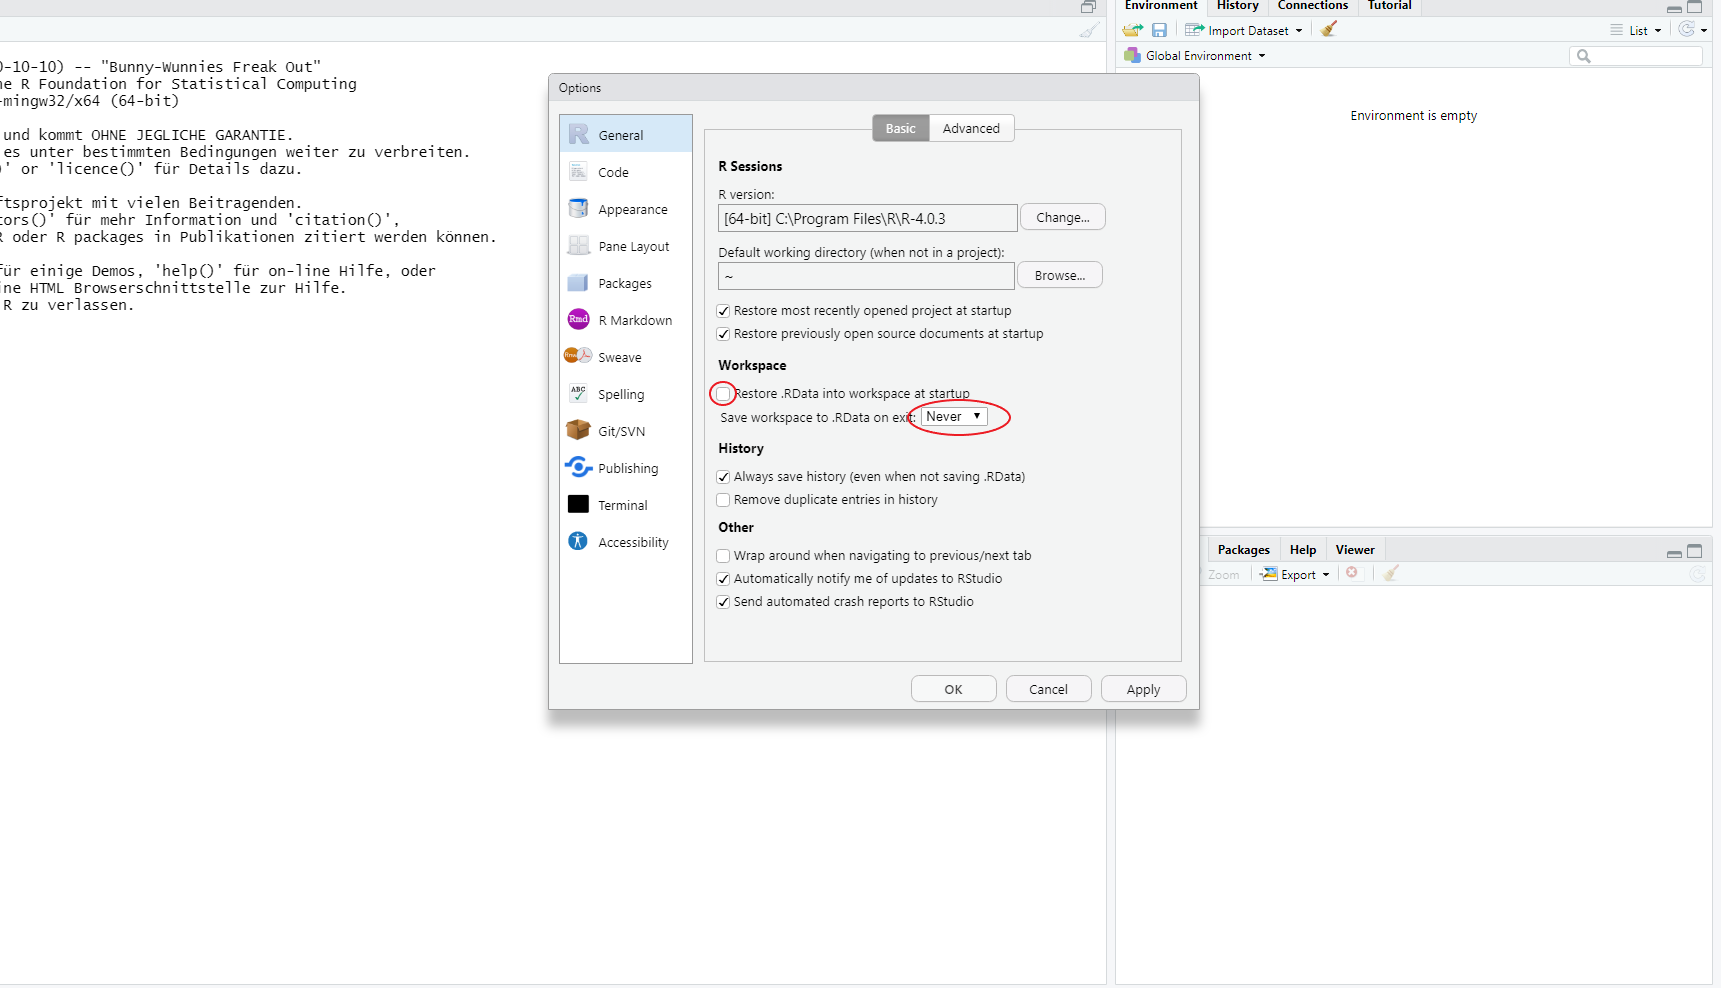 Environment History Connections Tutorial
Import Dataset List
Global Environment
Environment is empty
0-10-10) -- "Bunny-Wunnies Freak Out"
ne R Foundation for Statistical Computing
-mingw32/x64 (64-bit)
und kommt OHNE JEGLICHE GARANTIE.
es unter bestimmten Bedingungen weiter zu verbreiten.
)' or 'licence()' für Details dazu.
ftsprojekt mit vielen Beitragenden.
tors()' für mehr Information und 'citation()',
R oder R packages in Publikationen zitiert werden können.
für einige Demos, 'help()' für on-line Hilfe, oder
ine HTML Browserschnittstelle zur Hilfe.
R zu verlassen.
Options
General
Code
Appearance
Pane Layout
Packages
Rmd R Markdown
Sweave
ABC Spelling
Git/SVN
Publishing
Terminal
Accessibility
Basic Advanced
R Sessions
R version:
[64-bit] C:\Program Files\R\R-4.0.3 Change...
Default working directory (when not in a project):
~ Browse...
Restore most recently opened project at startup
Restore previously open source documents at startup
Workspace
Restore .RData into workspace at startup
Save workspace to .RData on exit: Never
History
Always save history (even when not saving .RData)
Remove duplicate entries in history
Other
Wrap around when navigating to previous/next tab
Automatically notify me of updates to RStudio
Send automated crash reports to RStudio
OK Cancel Apply
Packages Help Viewer
Zoom Export